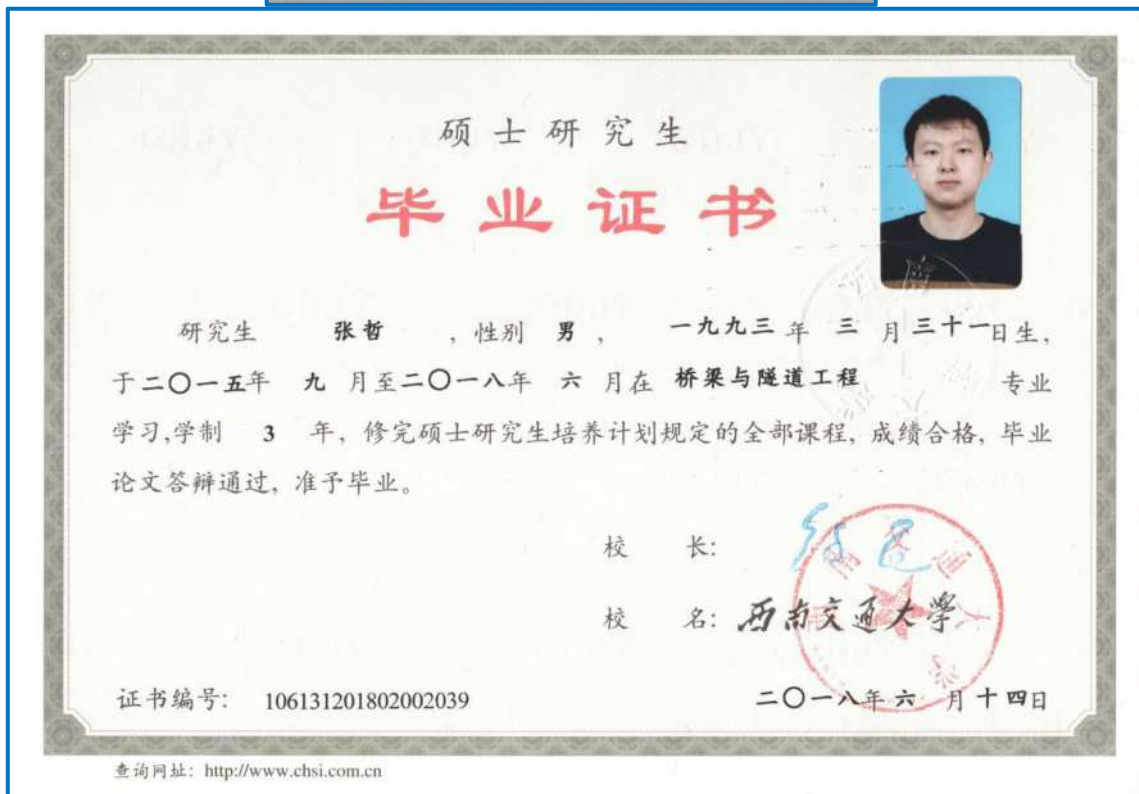 硕士研究生
毕业证书
研究生 张哲 ,性别 男 , 一九九三 年 三 月 三十一日生,
于二〇一五年 九 月至二〇一八年 六 月在 桥梁与隧道工程 专业
学习,学制 3 年, 修完硕士研究生培养计划规定的全部课程, 成绩合格, 毕业
论文答辩通过, 准予毕业。
校 长:
校 名: 西南交通大学
证书编号: 106131201802002039
二〇一八年 六 月 十四日
查询网址: http://www.chsi.com.cn